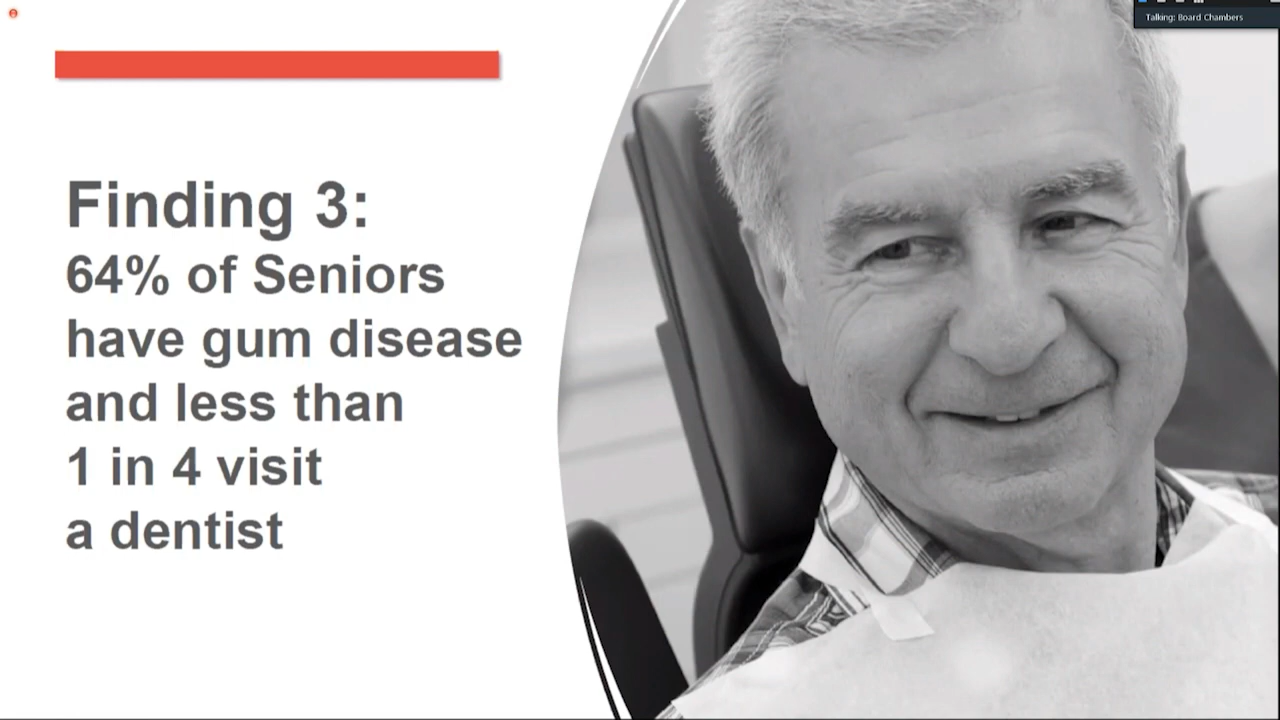 Talking: Board Chambers
Finding 3:
64% of Seniors
have gum disease
and less than
1 in 4 visit
a dentist